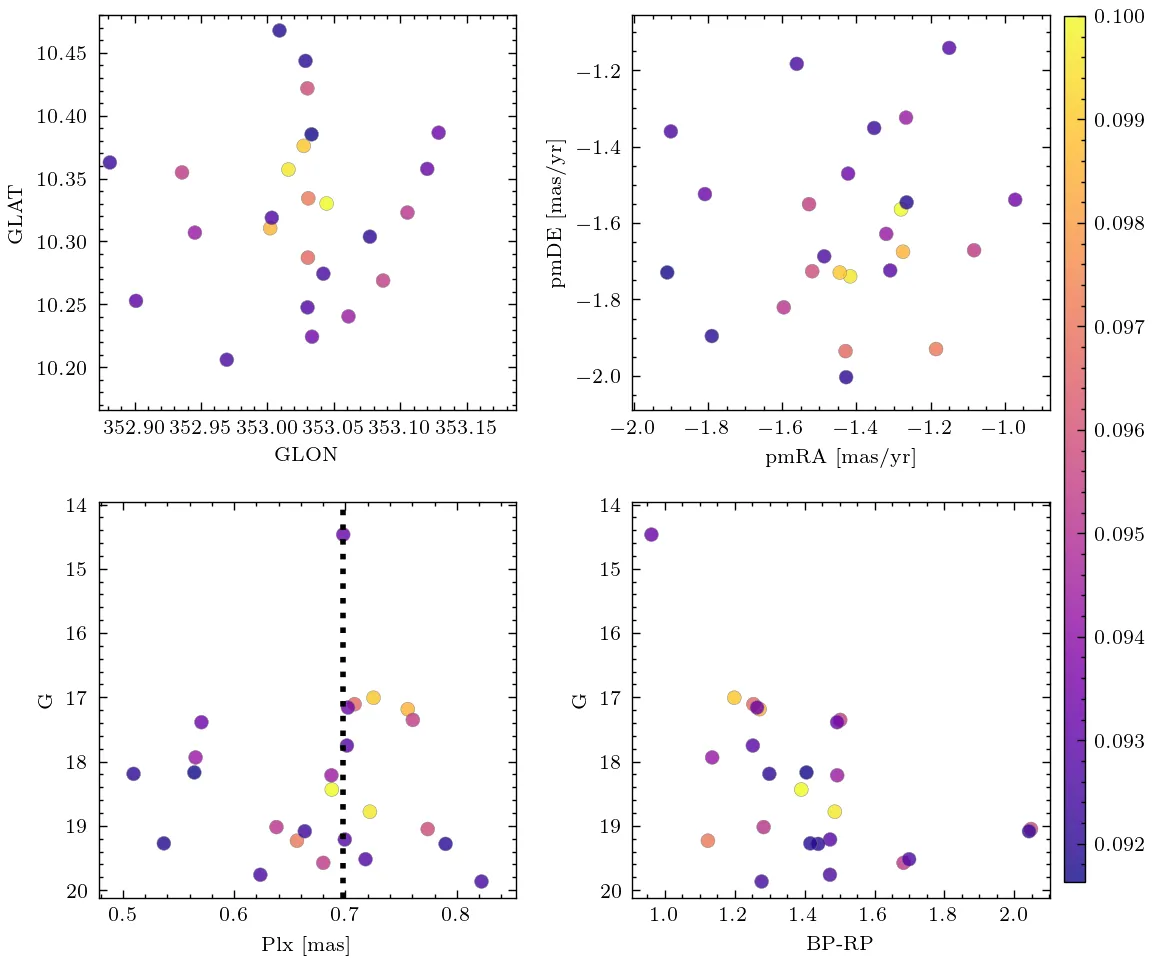 10.45
10.40
10.35
10.30
10.25
10.20
GLAT
352.90 352.95 353.00 353.05 353.10 353.15
GLON
−1.2
−1.4
−1.6
−1.8
−2.0
pmDE [mas/yr]
−2.0 −1.8 −1.6 −1.4 −1.2 −1.0
pmRA [mas/yr]
0.100
0.099
0.098
0.097
0.096
0.095
0.094
0.093
0.092
14
15
16
17
18
19
20
G
0.5 0.6 0.7 0.8
Plx [mas]
14
15
16
17
18
19
20
G
1.0 1.2 1.4 1.6 1.8 2.0
BP-RP